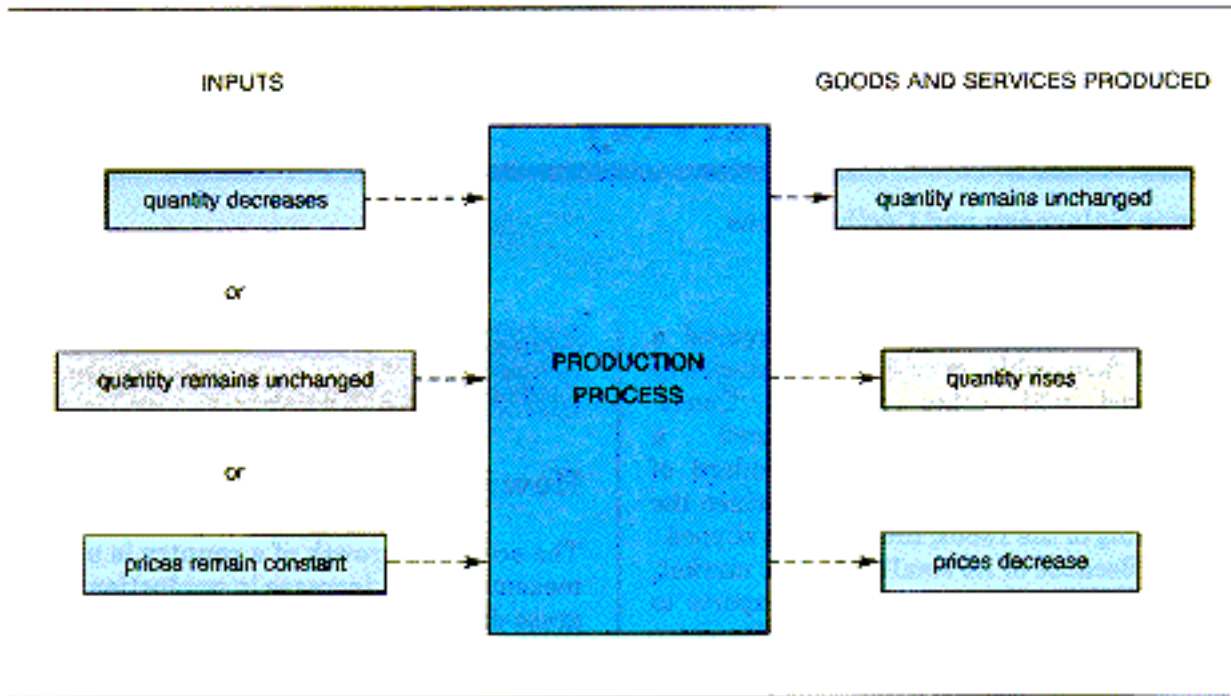 INPUTS
GOODS AND SERVICES PRODUCED
quantity decreases
quantity remains unchanged
or
quantity remains unchanged
PRODUCTION
PROCESS
quantity rises
or
prices remain constant
prices decrease